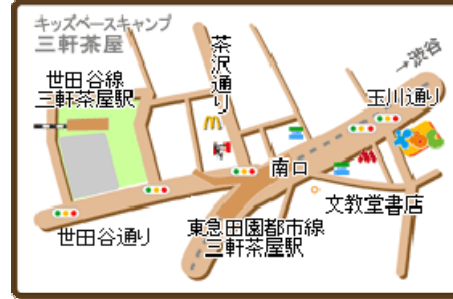 キッズベースキャンプ
三軒茶屋
茶沢通り
→渋谷
世田谷線
三軒茶屋駅
玉川通り
南口
文教堂書店
世田谷通り
東急田園都市線
三軒茶屋駅